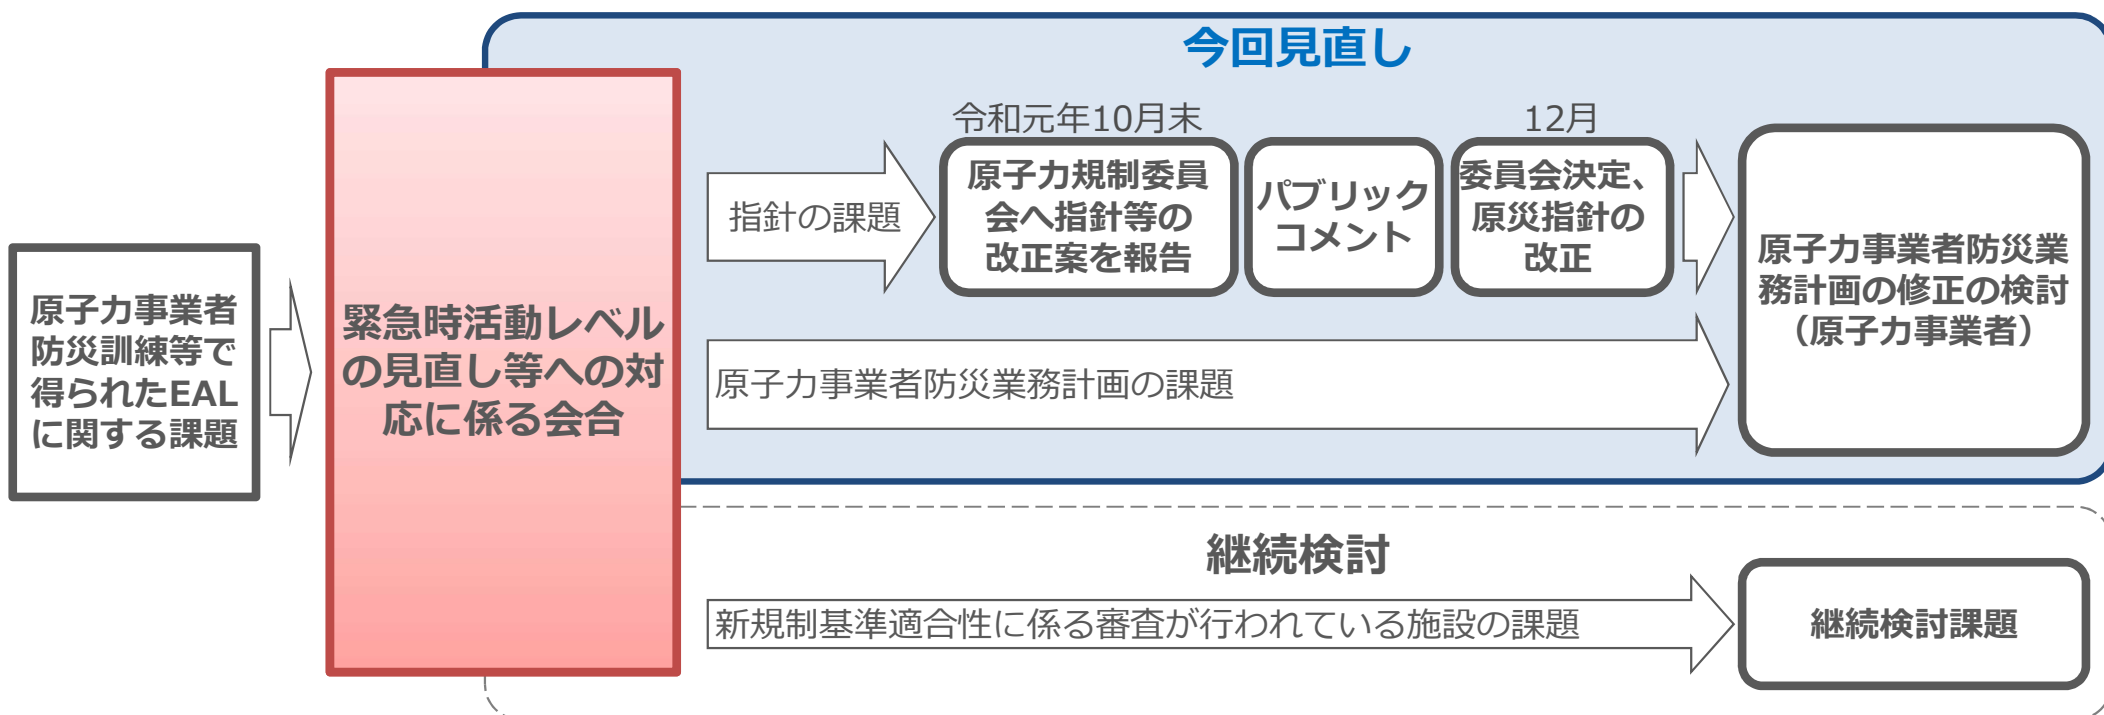 今回見直し
原子力事業者
防災訓練等で
得られたEAL
に関する課題
緊急時活動レベル
の見直し等への対
応に係る会合
指針の課題
令和元年10月末
原子力規制委員
会へ指針等の
改正案を報告
パブリック
コメント
12月
委員会決定、
原災指針の
改正
原子力事業者防災業務計画の課題
原子力事業者防災業
務計画の修正の検討
（原子力事業者）
継続検討
新規制基準適合性に係る審査が行われている施設の課題
継続検討課題